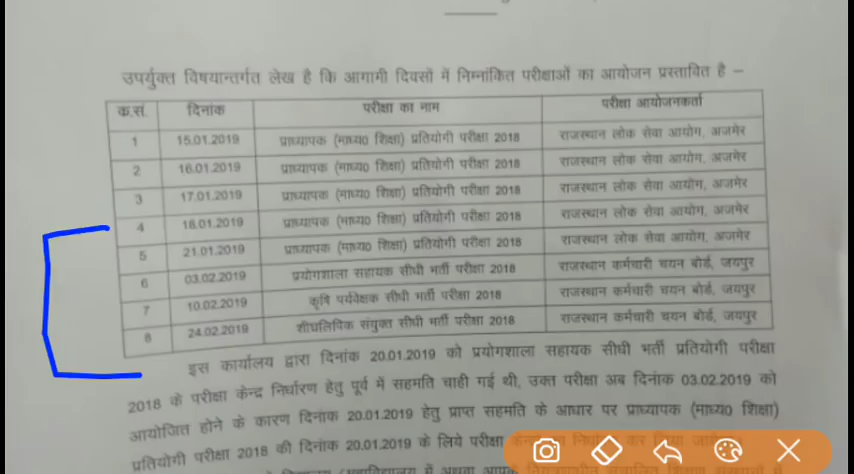 उपर्युक्त विषयान्तर्गत लेख है कि आगामी दिवसों में निम्नांकित परीक्षाओं का आयोजन प्रस्तावित है –
क.सं. दिनांक परीक्षा का नाम परीक्षा आयोजनकर्ता
1 15.01.2019 प्राध्यापक (माध्य0 शिक्षा) प्रतियोगी परीक्षा 2018 राजस्थान लोक सेवा आयोग, अजमेर
2 16.01.2019 प्राध्यापक (माध्य0 शिक्षा) प्रतियोगी परीक्षा 2018 राजस्थान लोक सेवा आयोग, अजमेर
3 17.01.2019 प्राध्यापक (माध्य0 शिक्षा) प्रतियोगी परीक्षा 2018 राजस्थान लोक सेवा आयोग, अजमेर
4 18.01.2019 प्राध्यापक (माध्य0 शिक्षा) प्रतियोगी परीक्षा 2018 राजस्थान लोक सेवा आयोग, अजमेर
5 21.01.2019 प्राध्यापक (माध्य0 शिक्षा) प्रतियोगी परीक्षा 2018 राजस्थान लोक सेवा आयोग, अजमेर
6 03.02.2019 प्रयोगशाला सहायक सीधी भर्ती परीक्षा 2018 राजस्थान कर्मचारी चयन बोर्ड, जयपुर
7 10.02.2019 कृषि पर्यवेक्षक सीधी भर्ती परीक्षा 2018 राजस्थान कर्मचारी चयन बोर्ड, जयपुर
8 24.02.2019 शीघ्रलिपिक संयुक्त सीधी भर्ती परीक्षा 2018 राजस्थान कर्मचारी चयन बोर्ड, जयपुर
इस कार्यालय द्वारा दिनांक 20.01.2019 को प्रयोगशाला सहायक सीधी भर्ती प्रतियोगी परीक्षा
2018 के परीक्षा केन्द्र निर्धारण हेतु पूर्व में सहमति चाही गई थी, उक्त परीक्षा अब दिनांक 03.02.2019 को
आयोजित होने के कारण दिनांक 20.01.2019 हेतु प्राप्त सहमति के आधार पर प्राध्यापक (माध्य0 शिक्षा)
प्रतियोगी परीक्षा 2018 की दिनांक 20.01.2019 के लिये परीक्षा